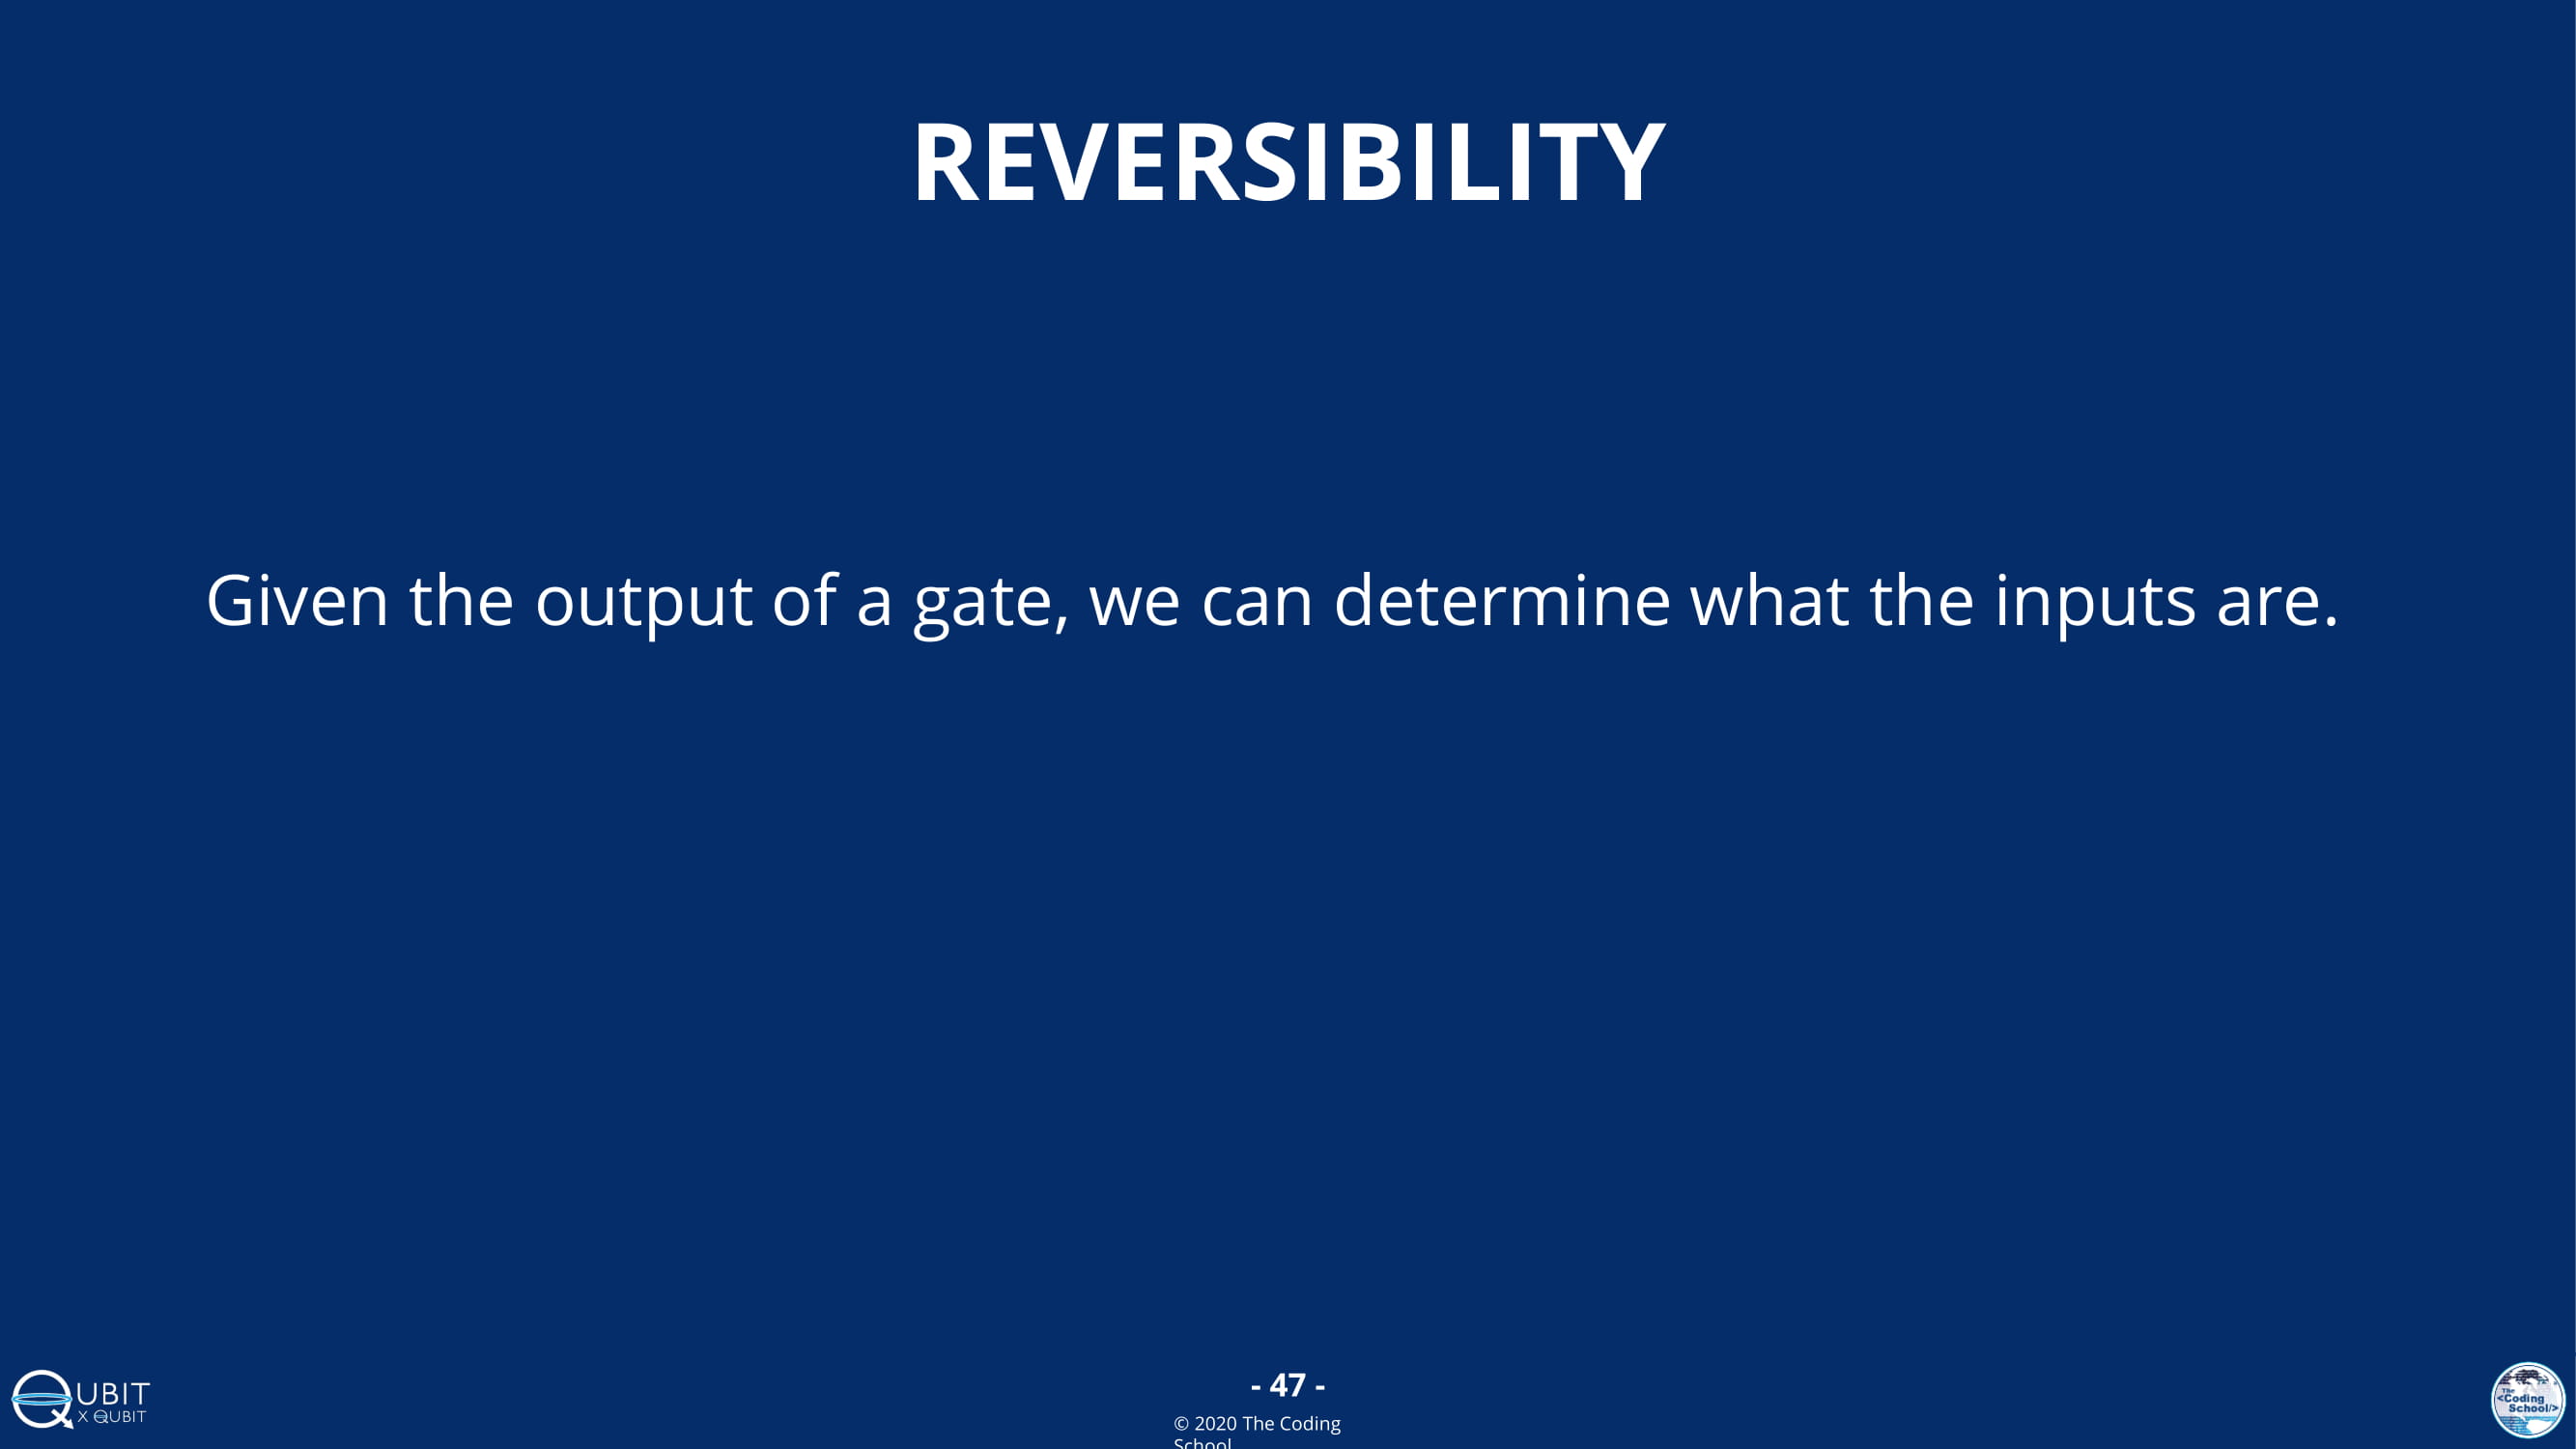 REVERSIBILITY
Given the output of a gate, we can determine what the inputs are.
- 47 -
© 2020 The Coding
School
QUBIT
X QUBIT
The
<Coding
School/>